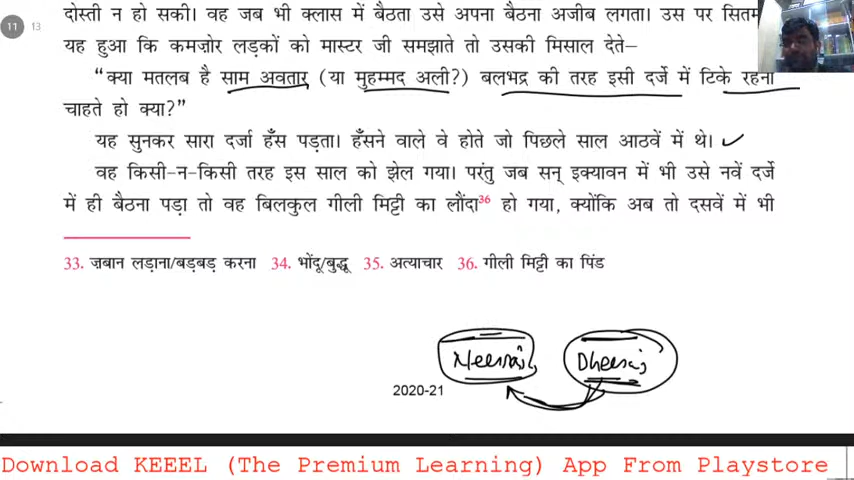 दोस्ती न हो सकी। वह जब भी क्लास में बैठता उसे अपना बैठना अजीब लगता। उस पर सितम
11 13
यह हुआ कि कमज़ोर लड़कों को मास्टर जी समझाते तो उसकी मिसाल देते–
“क्या मतलब है साम अवतार (या मुहम्मद अली?) बलभद्र की तरह इसी दर्जे में टिके रहना
चाहते हो क्या?”
यह सुनकर सारा दर्जा हँस पड़ता। हँसने वाले वे होते जो पिछले साल आठवें में थे।
वह किसी-न-किसी तरह इस साल को झेल गया। परंतु जब सन् इक्यावन में भी उसे नवें दर्जे
में ही बैठना पड़ा तो वह बिलकुल गीली मिट्टी का लौंदा36 हो गया, क्योंकि अब तो दसवें में भी
33. ज़बान लड़ाना/बड़बड़ करना 34. भोंदू/बुद्धू 35. अत्याचार 36. गीली मिट्टी का पिंड
Neeraj Dheeraj
2020-21
Download KEEEL (The Premium Learning) App From Playstore